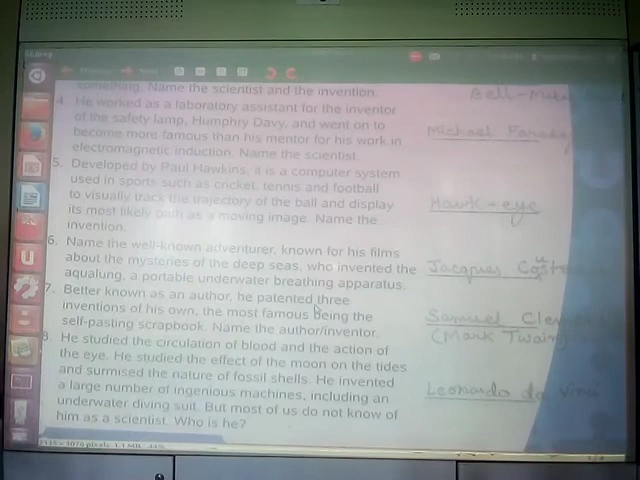 something. Name the scientist and the invention.
Bell-
4. He worked as a laboratory assistant for the inventor
of the safety lamp, Humphry Davy, and went on to
become more famous than his mentor for his work in
electromagnetic induction. Name the scientist.
Michael Faraday
5. Developed by Paul Hawkins, it is a computer system
used in sports such as cricket, tennis and football
to visually track the trajectory of the ball and display
its most likely path as a moving image. Name the
invention.
Hawk-eye
6. Name the well-known adventurer, known for his films
about the mysteries of the deep seas, who invented the
aqualung, a portable underwater breathing apparatus.
Jacques
7. Better known as an author, he patented three
inventions of his own, the most famous being the
self-pasting scrapbook. Name the author/inventor.
Samuel
(Mark Twain)
8. He studied the circulation of blood and the action of
the eye. He studied the effect of the moon on the tides
and surmised the nature of fossil shells. He invented
a large number of ingenious machines, including an
underwater diving suit. But most of us do not know of
him as a scientist. Who is he?
Leonardo da Vinci